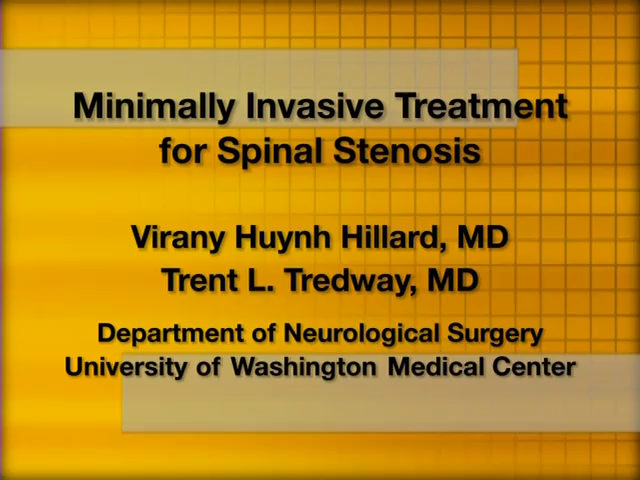 Minimally Invasive Treatment
for Spinal Stenosis
Virany Huynh Hillard, MD
Trent L. Tredway, MD
Department of Neurological Surgery
University of Washington Medical Center